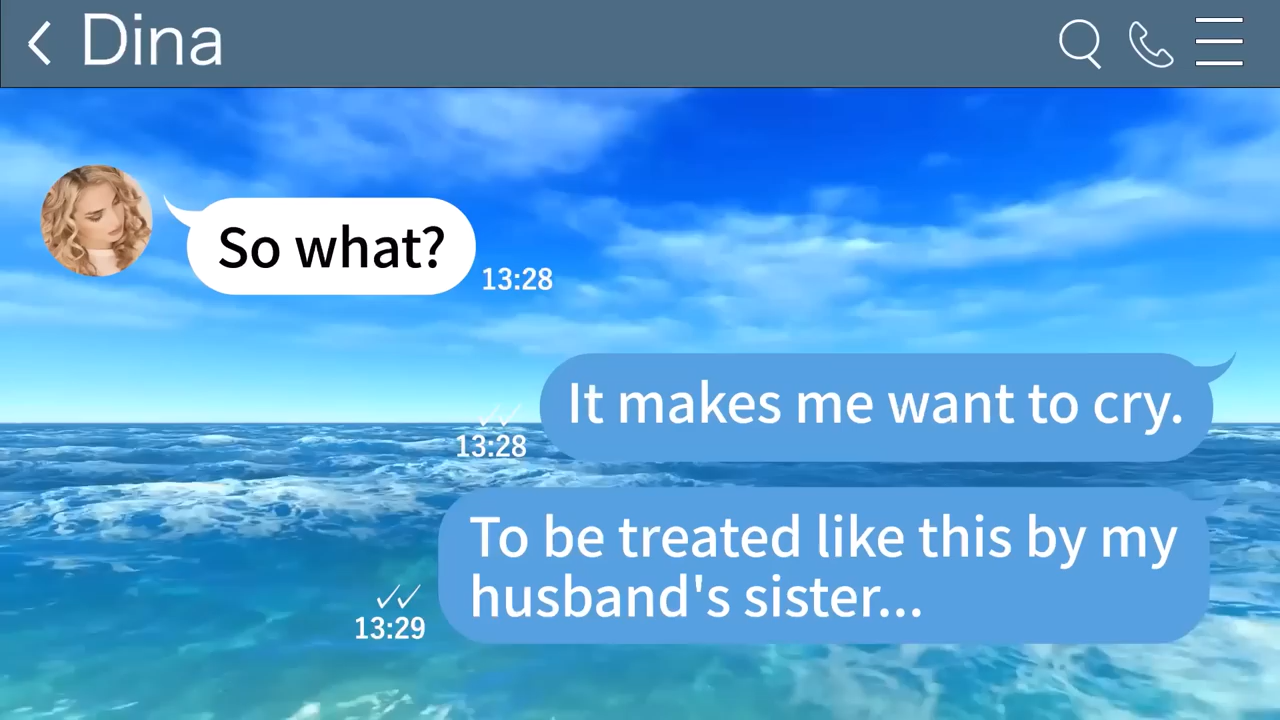 Dina
So what?
13:28
It makes me want to cry.
13:28
To be treated like this by my
husband's sister...
13:29